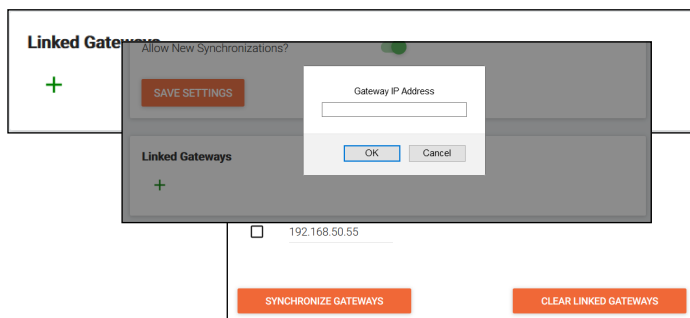 Linked Gateways
Allow New Synchronizations?
SAVE SETTINGS
Gateway IP Address
OK
Cancel
Linked Gateways
192.168.50.55
SYNCHRONIZE GATEWAYS
CLEAR LINKED GATEWAYS